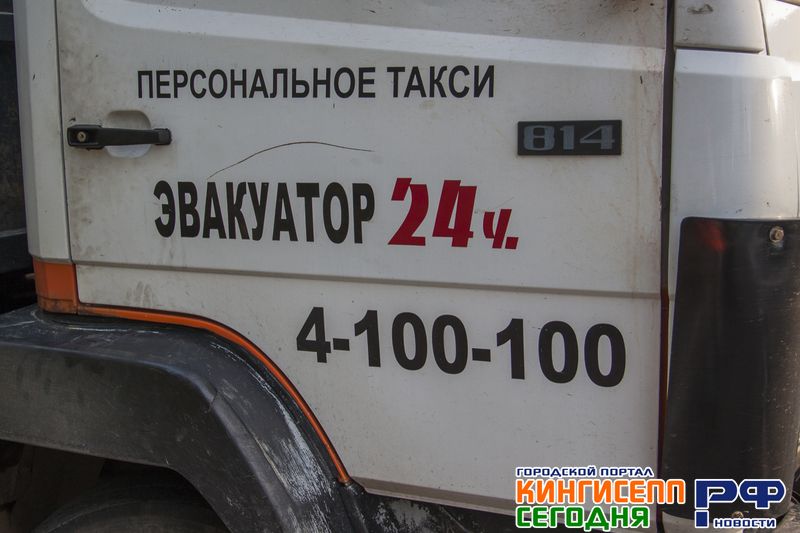 ПЕРСОНАЛЬНОЕ ТАКСИ
814
ЭВАКУАТОР 24 ч.
4-100-100
ГОРОДСКОЙ ПОРТАЛ
КИНГИСЕПП РФ
СЕГОДНЯ НОВОСТИ